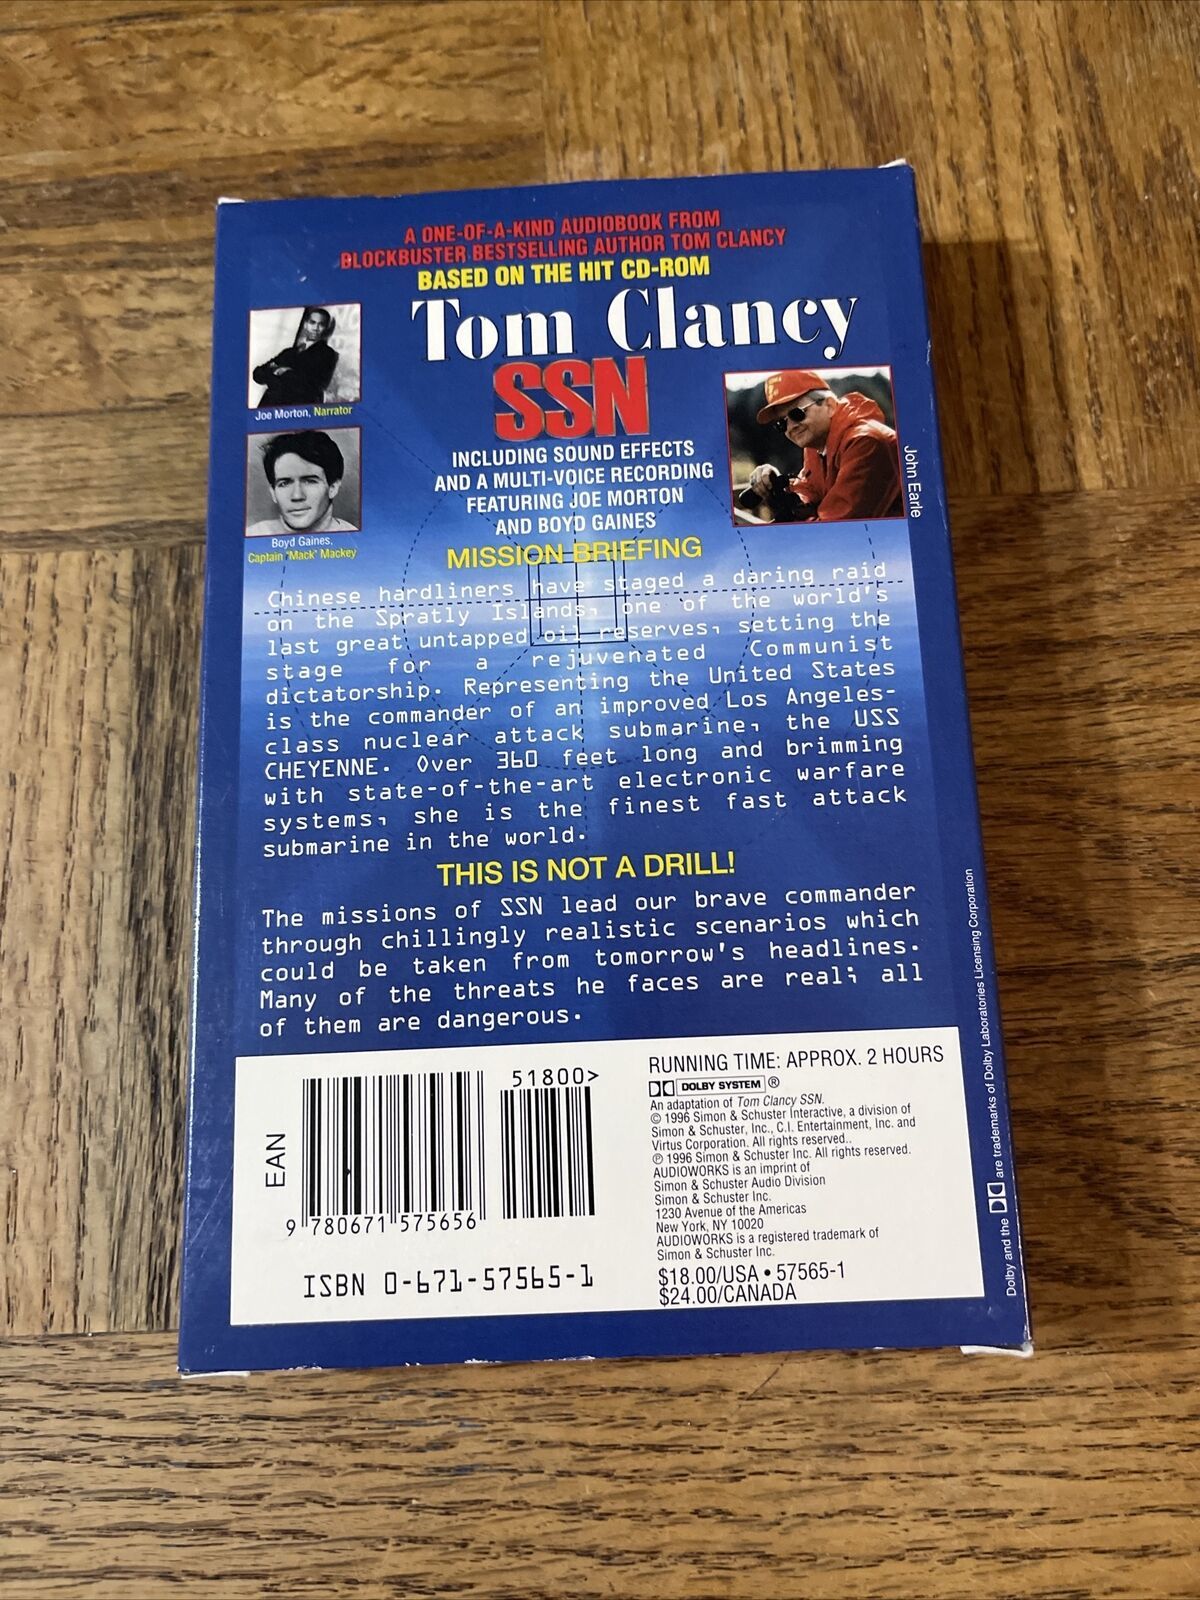 A ONE-OF-A-KIND AUDIOBOOK FROM
BLOCKBUSTER BESTSELLING AUTHOR TOM CLANCY
BASED ON THE HIT CD-ROM
Tom Clancy
SSN
Joe Morton, Narrator
Boyd Gaines,
Captain "Mack" Mackey
John Earle
INCLUDING SOUND EFFECTS
AND A MULTI-VOICE RECORDING
FEATURING JOE MORTON
AND BOYD GAINES
MISSION BRIEFING
Chinese hardliners have staged a daring raid
on the Spratly Islands, one of the world's
last great untapped oil reserves, setting the
stage for a rejuvenated Communist
dictatorship. Representing the United States
is the commander of an improved Los Angeles-
class nuclear attack submarine, the USS
CHEYENNE. Over 360 feet long and brimming
with state-of-the-art electronic warfare
systems, she is the finest fast attack
submarine in the world.
THIS IS NOT A DRILL!
The missions of SSN lead our brave commander
through chillingly realistic scenarios which
could be taken from tomorrow's headlines.
Many of the threats he faces are real; all
of them are dangerous.
EAN
51800>
9 780671 575656
ISBN 0-671-57565-1
RUNNING TIME: APPROX. 2 HOURS
DOLBY SYSTEM ®
An adaptation of Tom Clancy SSN.
© 1996 Simon & Schuster Interactive, a division of
Simon & Schuster, Inc., C.I. Entertainment, Inc. and
Virtus Corporation. All rights reserved..
℗ 1996 Simon & Schuster Inc. All rights reserved.
AUDIOWORKS is an imprint of
Simon & Schuster Audio Division
Simon & Schuster Inc.
1230 Avenue of the Americas
New York, NY 10020
AUDIOWORKS is a registered trademark of
Simon & Schuster Inc.
$18.00/USA • 57565-1
$24.00/CANADA
Dolby and the are trademarks of Dolby Laboratories Licensing Corporation